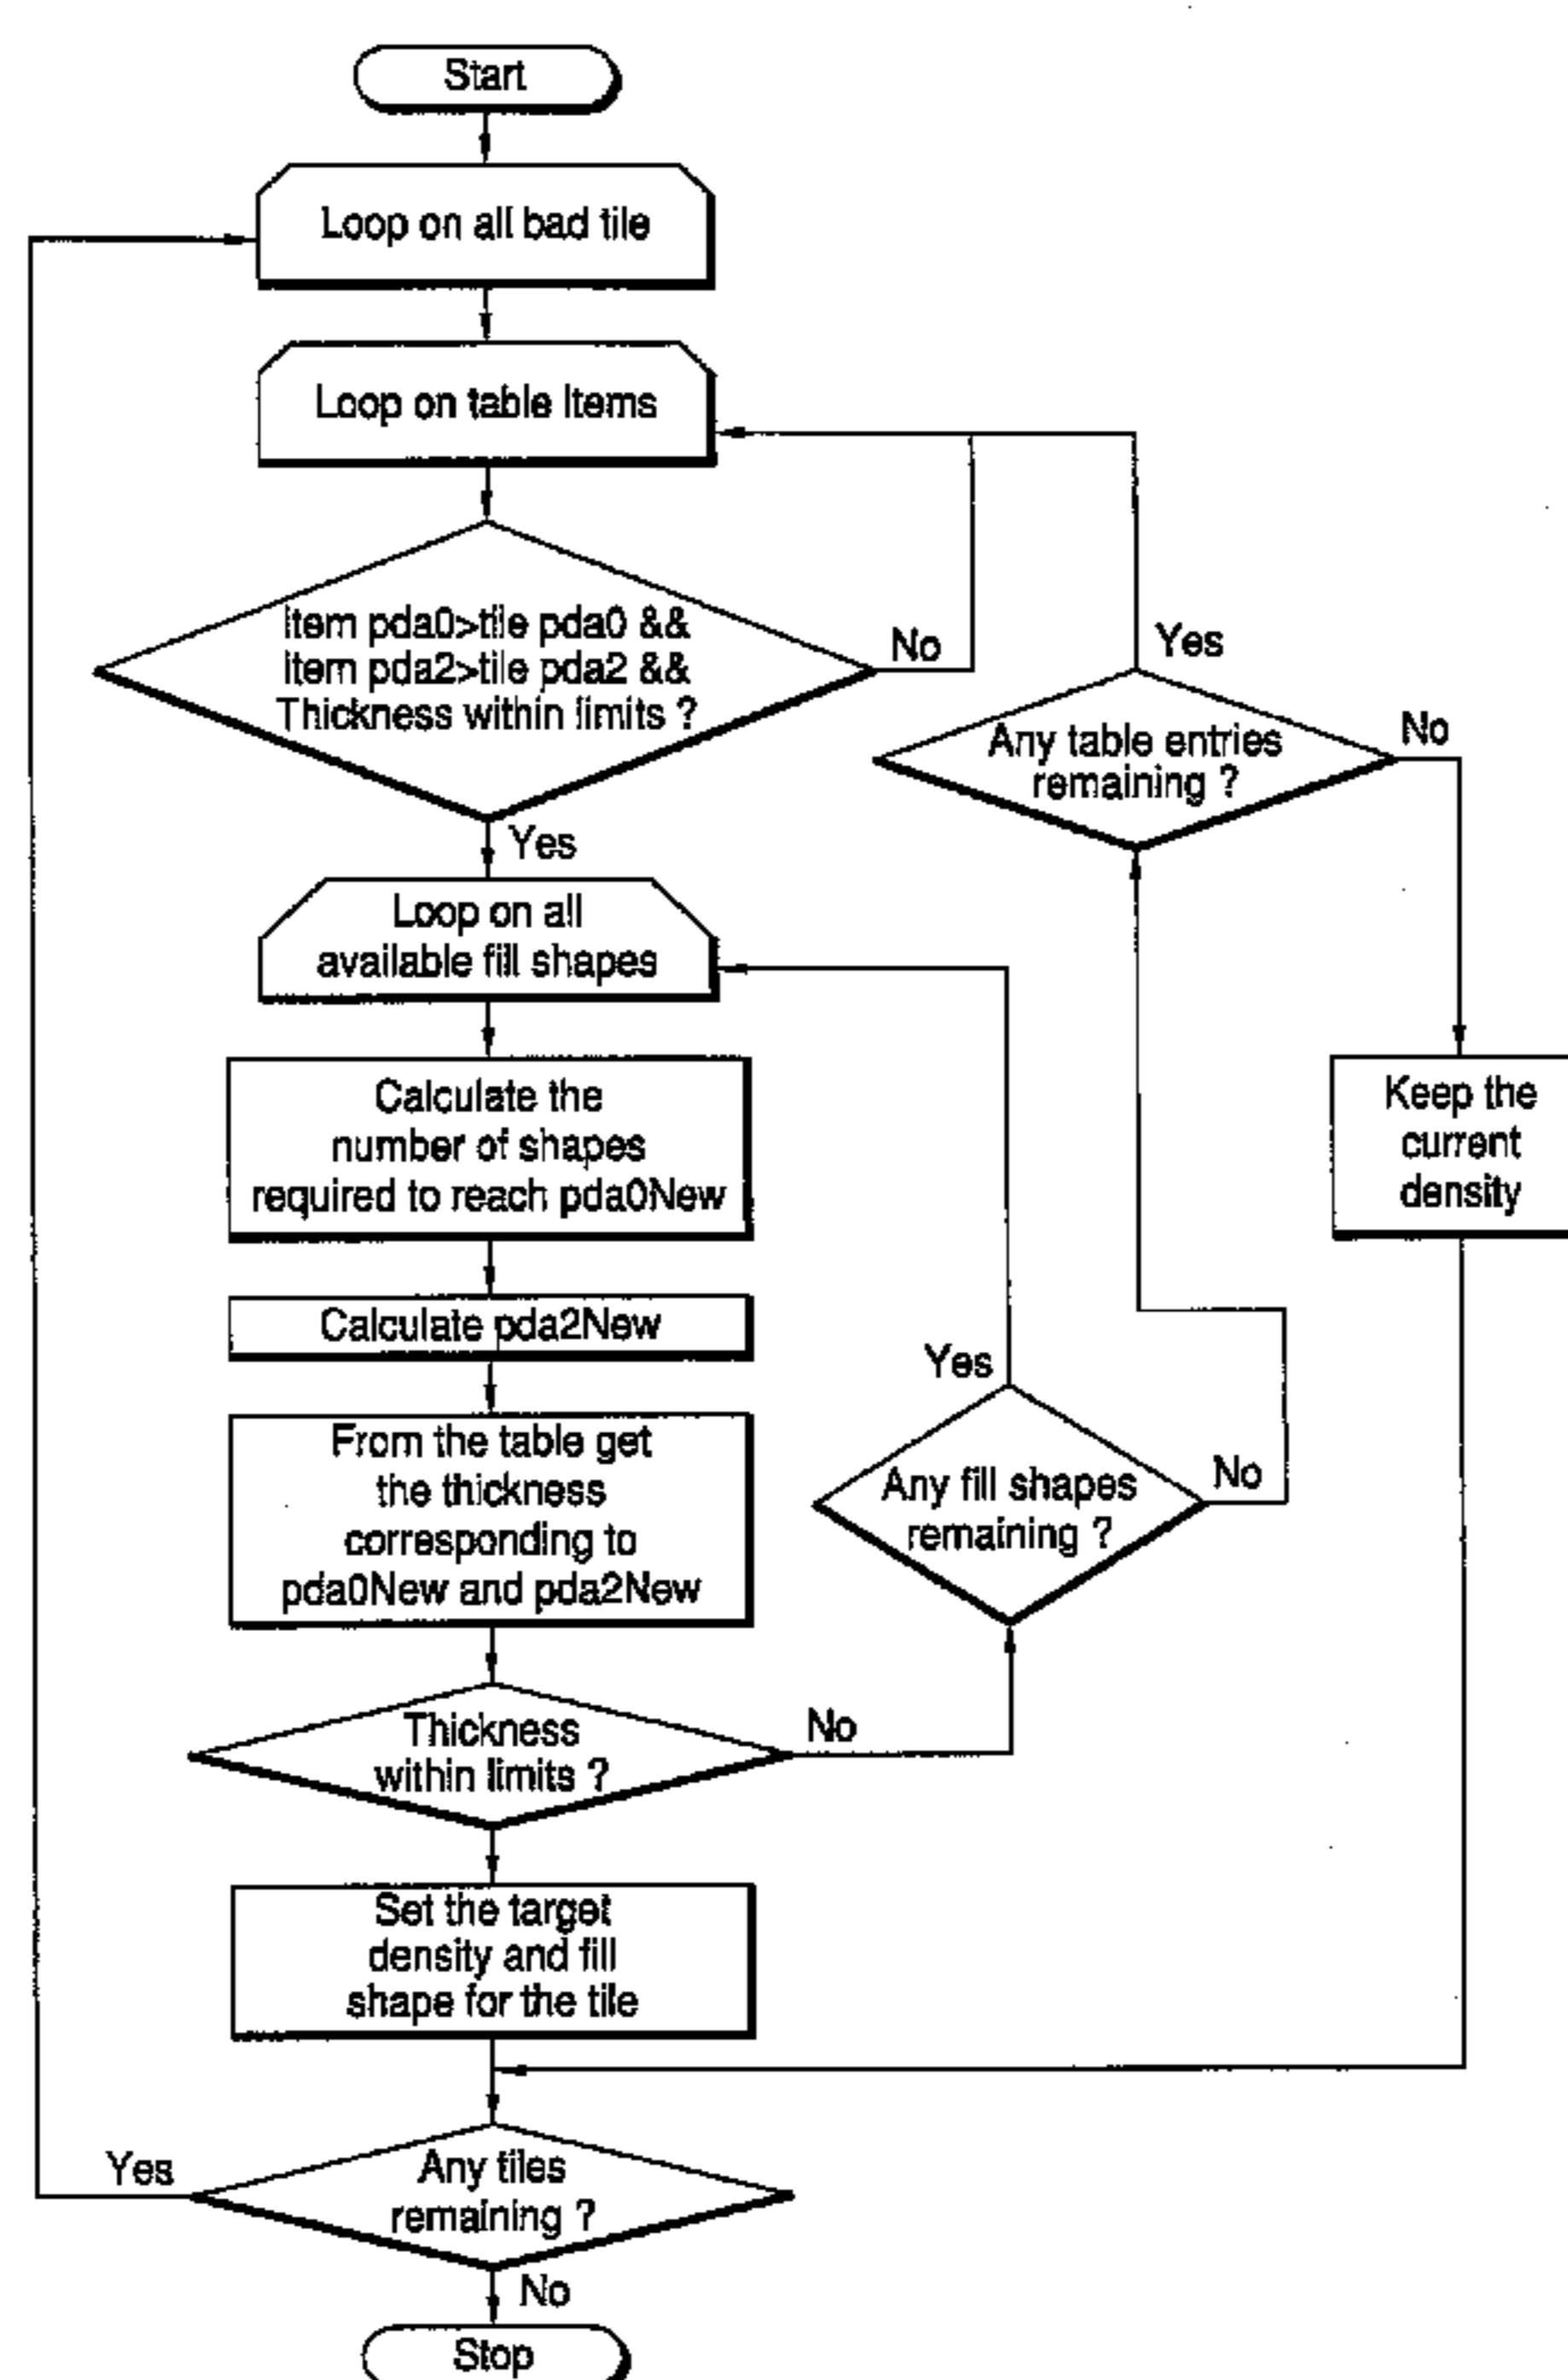 Start
Loop on all bad tile
Loop on table items
item pda0>tile pda0 &&
item pda2>tile pda2 &&
Thickness within limits ?
No
Yes
Any table entries
remaining ?
Yes
No
Loop on all
available fill shapes
Calculate the
number of shapes
required to reach pda0New
Keep the
current
density
Calculate pda2New
From the table get
the thickness
corresponding to
pda0New and pda2New
Yes
Any fill shapes
remaining ?
No
Thickness
within limits ?
No
Set the target
density and fill
shape for the tile
Yes
Any tiles
remaining ?
No
Stop